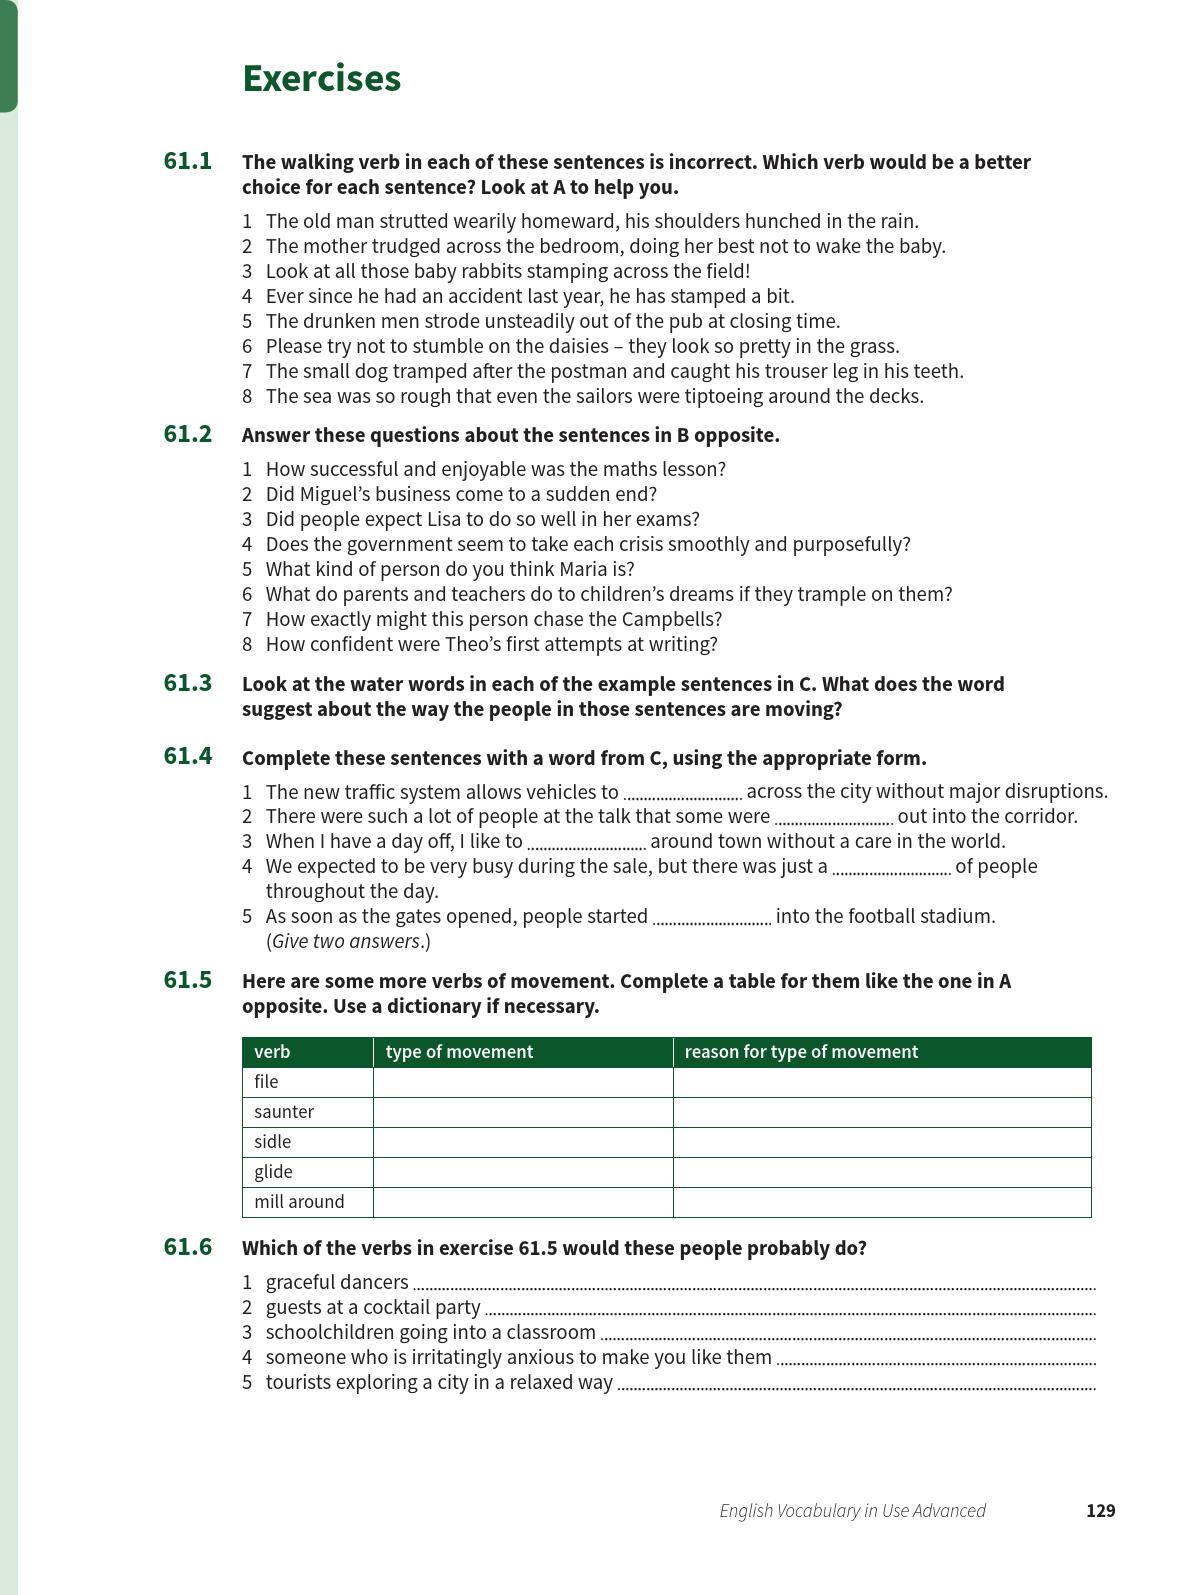 Exercises
61.1 The walking verb in each of these sentences is incorrect. Which verb would be a better
choice for each sentence? Look at A to help you.
1 The old man strutted wearily homeward, his shoulders hunched in the rain.
2 The mother trudged across the bedroom, doing her best not to wake the baby.
3 Look at all those baby rabbits stamping across the field!
4 Ever since he had an accident last year, he has stamped a bit.
5 The drunken men strode unsteadily out of the pub at closing time.
6 Please try not to stumble on the daisies – they look so pretty in the grass.
7 The small dog tramped after the postman and caught his trouser leg in his teeth.
8 The sea was so rough that even the sailors were tiptoeing around the decks.
61.2 Answer these questions about the sentences in B opposite.
1 How successful and enjoyable was the maths lesson?
2 Did Miguel’s business come to a sudden end?
3 Did people expect Lisa to do so well in her exams?
4 Does the government seem to take each crisis smoothly and purposefully?
5 What kind of person do you think Maria is?
6 What do parents and teachers do to children’s dreams if they trample on them?
7 How exactly might this person chase the Campbells?
8 How confident were Theo’s first attempts at writing?
61.3 Look at the water words in each of the example sentences in C. What does the word
suggest about the way the people in those sentences are moving?
61.4 Complete these sentences with a word from C, using the appropriate form.
1 The new traffic system allows vehicles to ............................ across the city without major disruptions.
2 There were such a lot of people at the talk that some were ............................ out into the corridor.
3 When I have a day off, I like to ............................ around town without a care in the world.
4 We expected to be very busy during the sale, but there was just a ............................ of people
throughout the day.
5 As soon as the gates opened, people started ............................ into the football stadium.
(Give two answers.)
61.5 Here are some more verbs of movement. Complete a table for them like the one in A
opposite. Use a dictionary if necessary.
verb type of movement reason for type of movement
file
saunter
sidle
glide
mill around
61.6 Which of the verbs in exercise 61.5 would these people probably do?
1 graceful dancers ............................
2 guests at a cocktail party ............................
3 schoolchildren going into a classroom ............................
4 someone who is irritatingly anxious to make you like them ............................
5 tourists exploring a city in a relaxed way ............................
English Vocabulary in Use Advanced 129